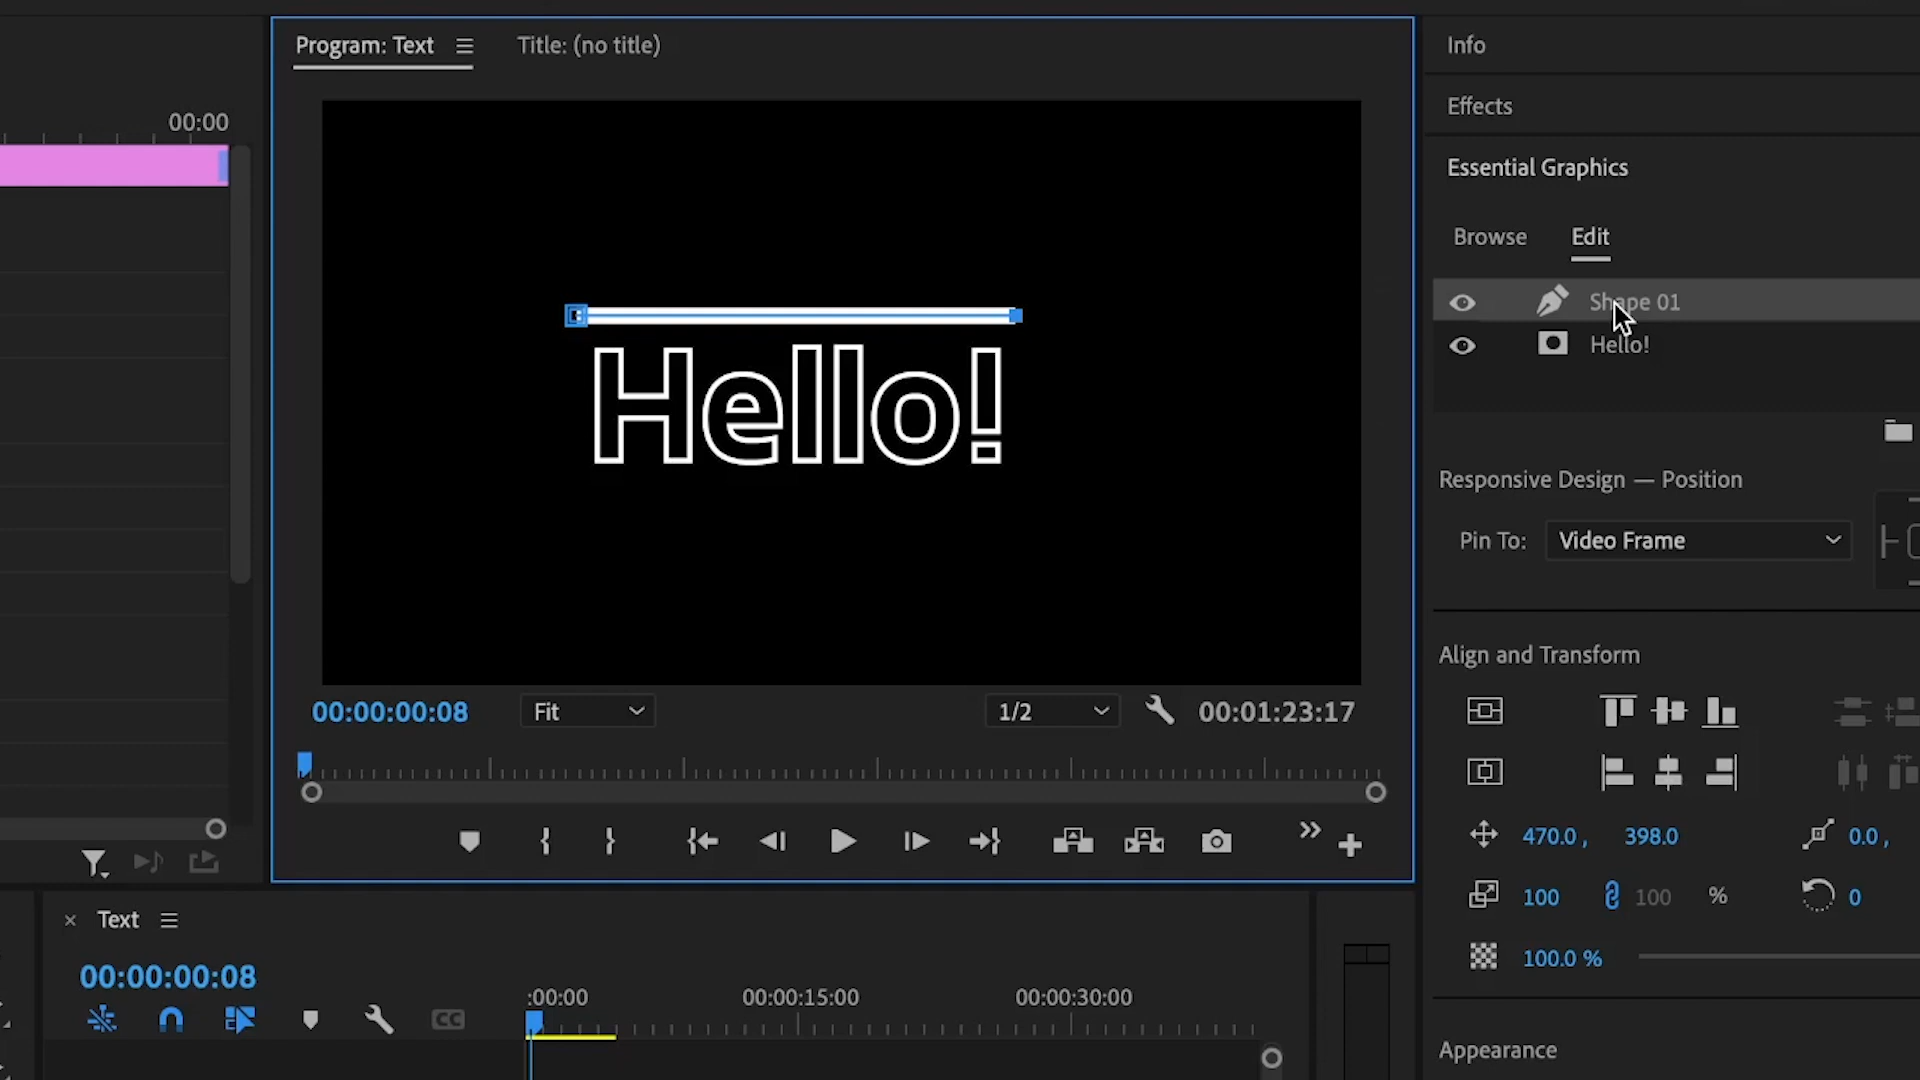 Program: Text
Title: (no title)
Info
00:00
Effects
Essential Graphics
Browse
Edit
Shape 01
Hello!
Hello!
Responsive Design — Position
Pin To:
Video Frame
Align and Transform
00:00:00:08
Fit
1/2
00:01:23:17
470.0 ,
398.0
0.0 ,
100
100
%
0
100.0 %
Text
00:00:00:08
:00:00
00:00:15:00
00:00:30:00
CC
Appearance